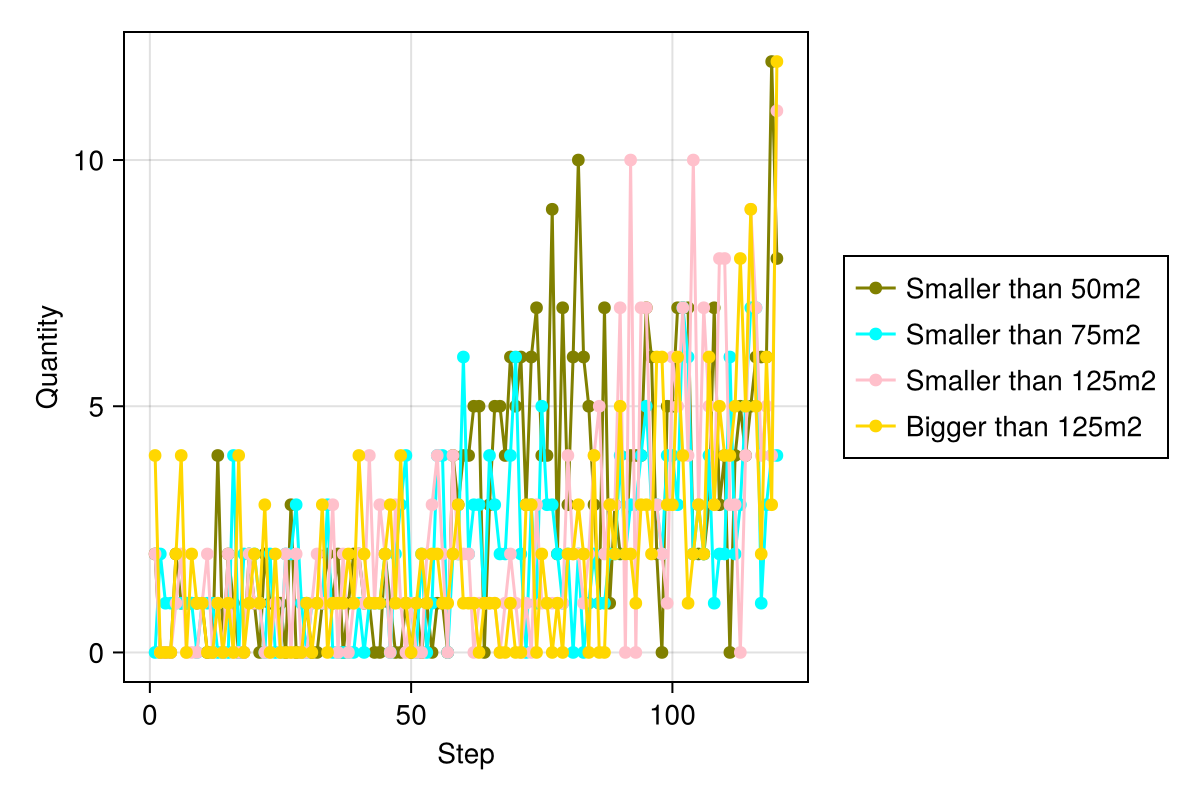 10
5
0
0 50 100
Quantity
Step
Smaller than 50m2
Smaller than 75m2
Smaller than 125m2
Bigger than 125m2